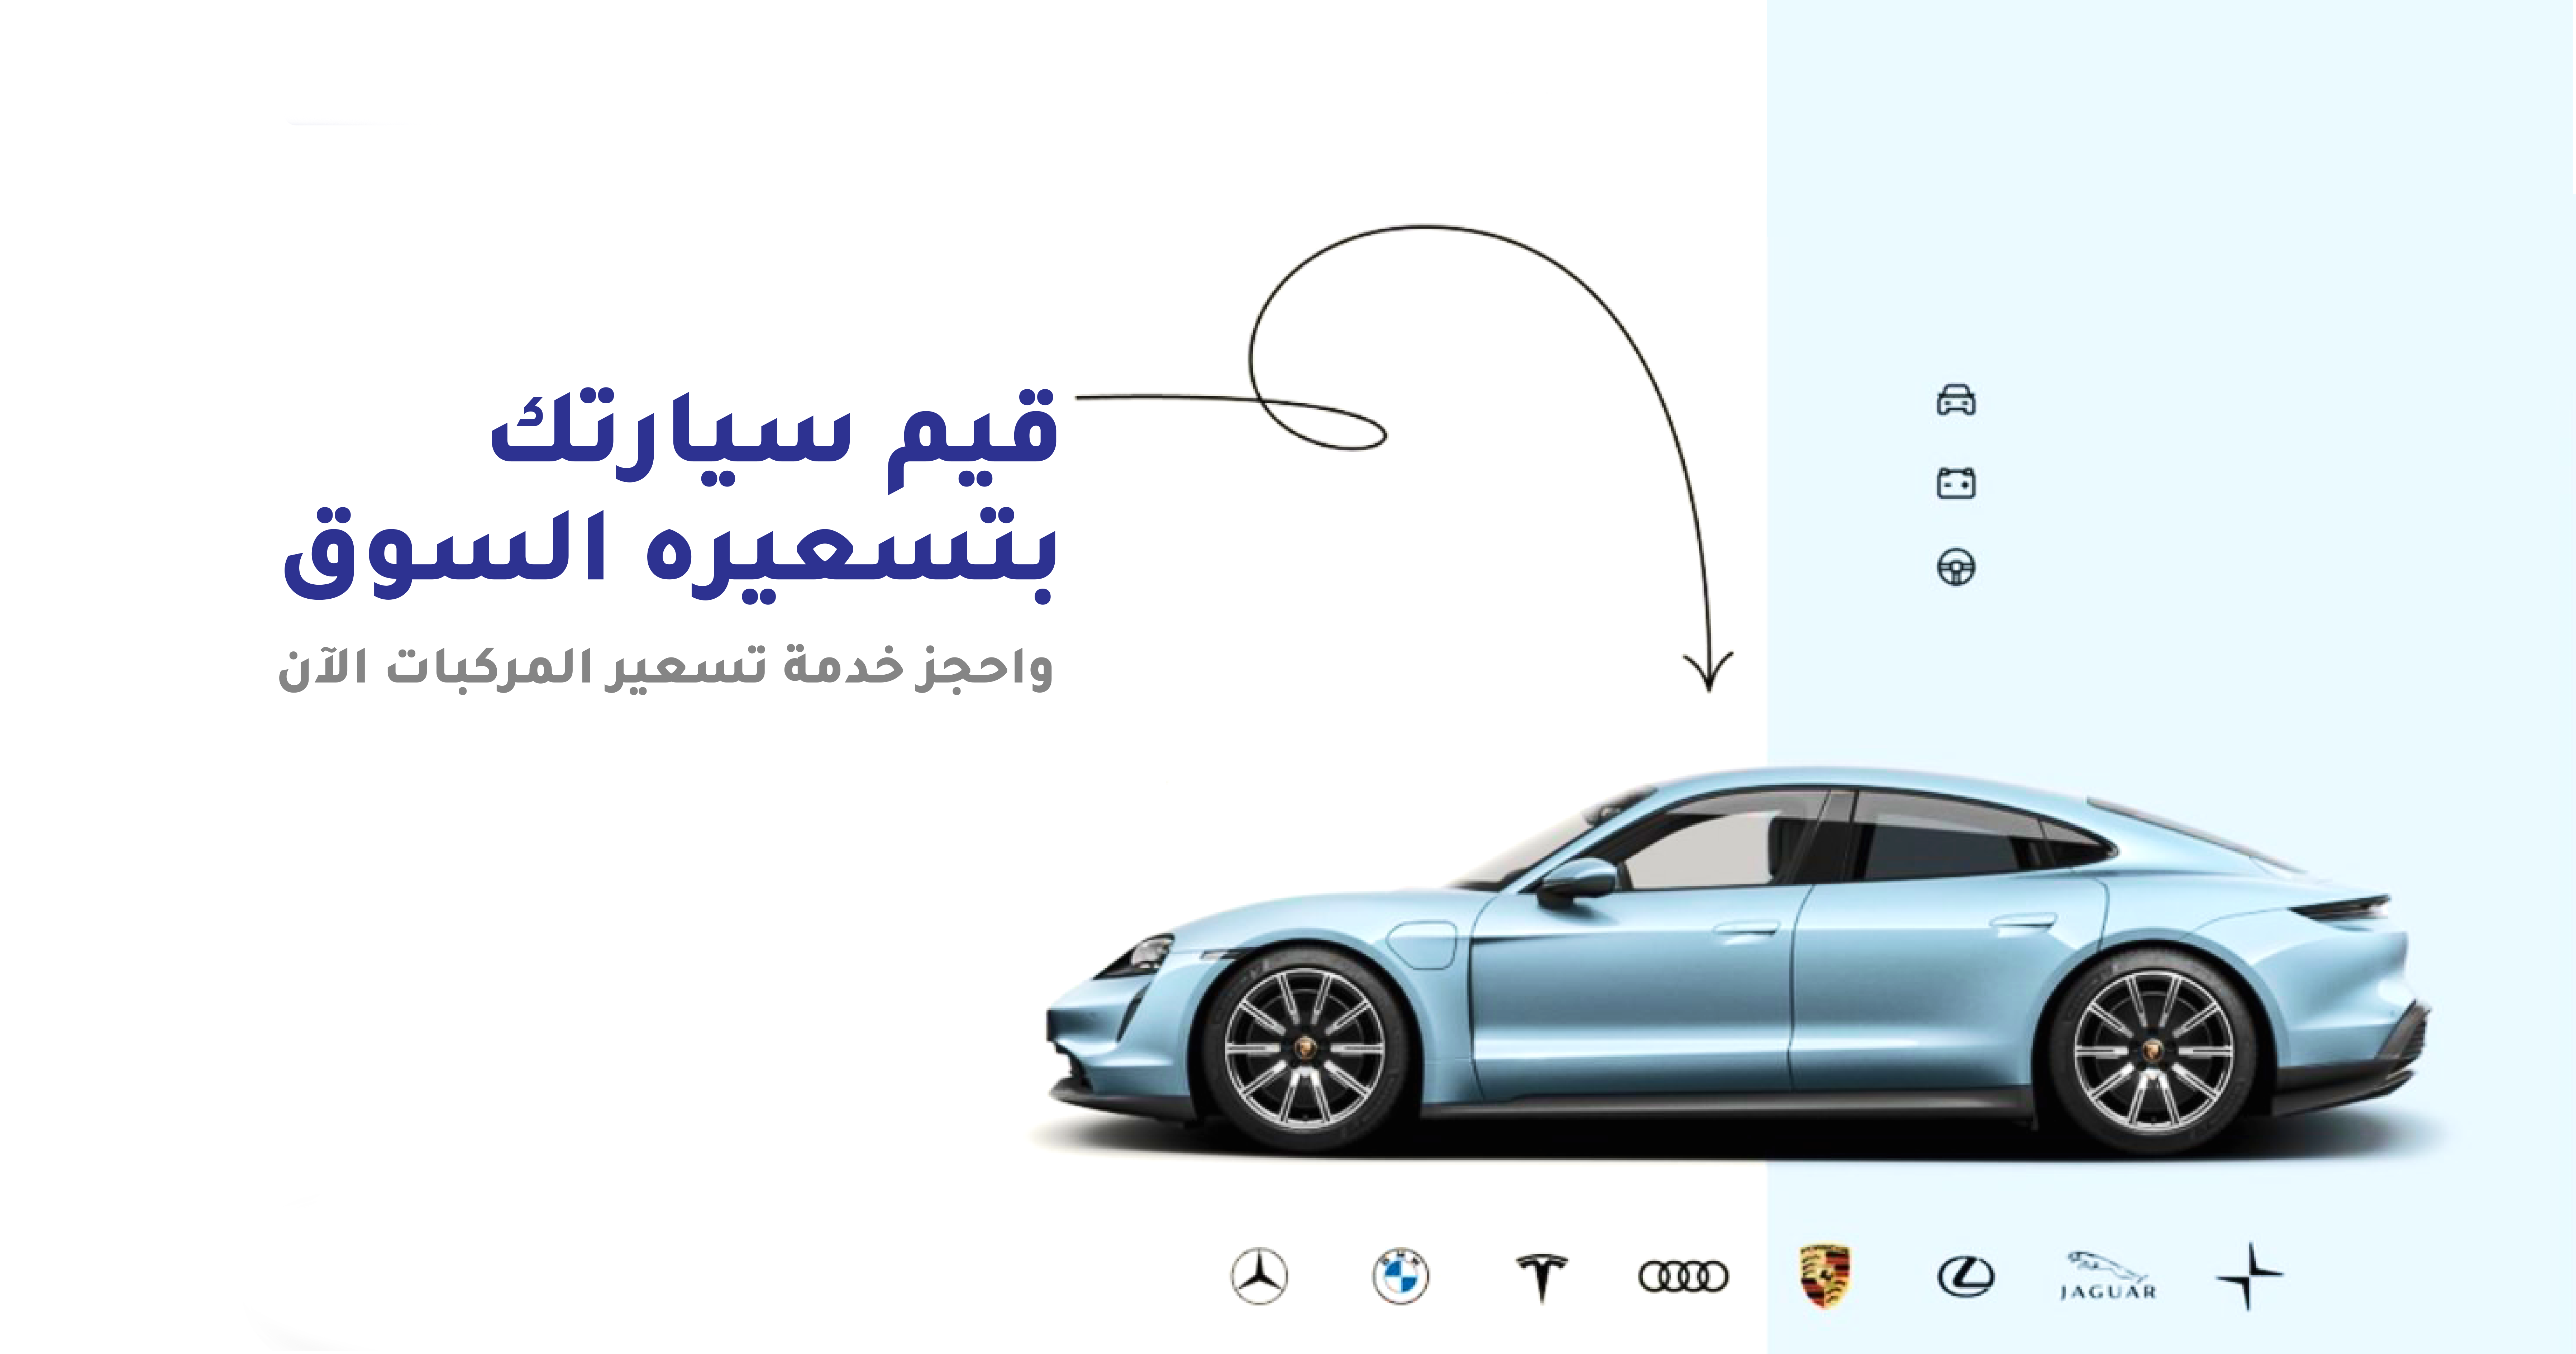 قيم سيارتك
بتسعيره السوق
واحجز خدمة تسعير المركبات الآن
JAGUAR